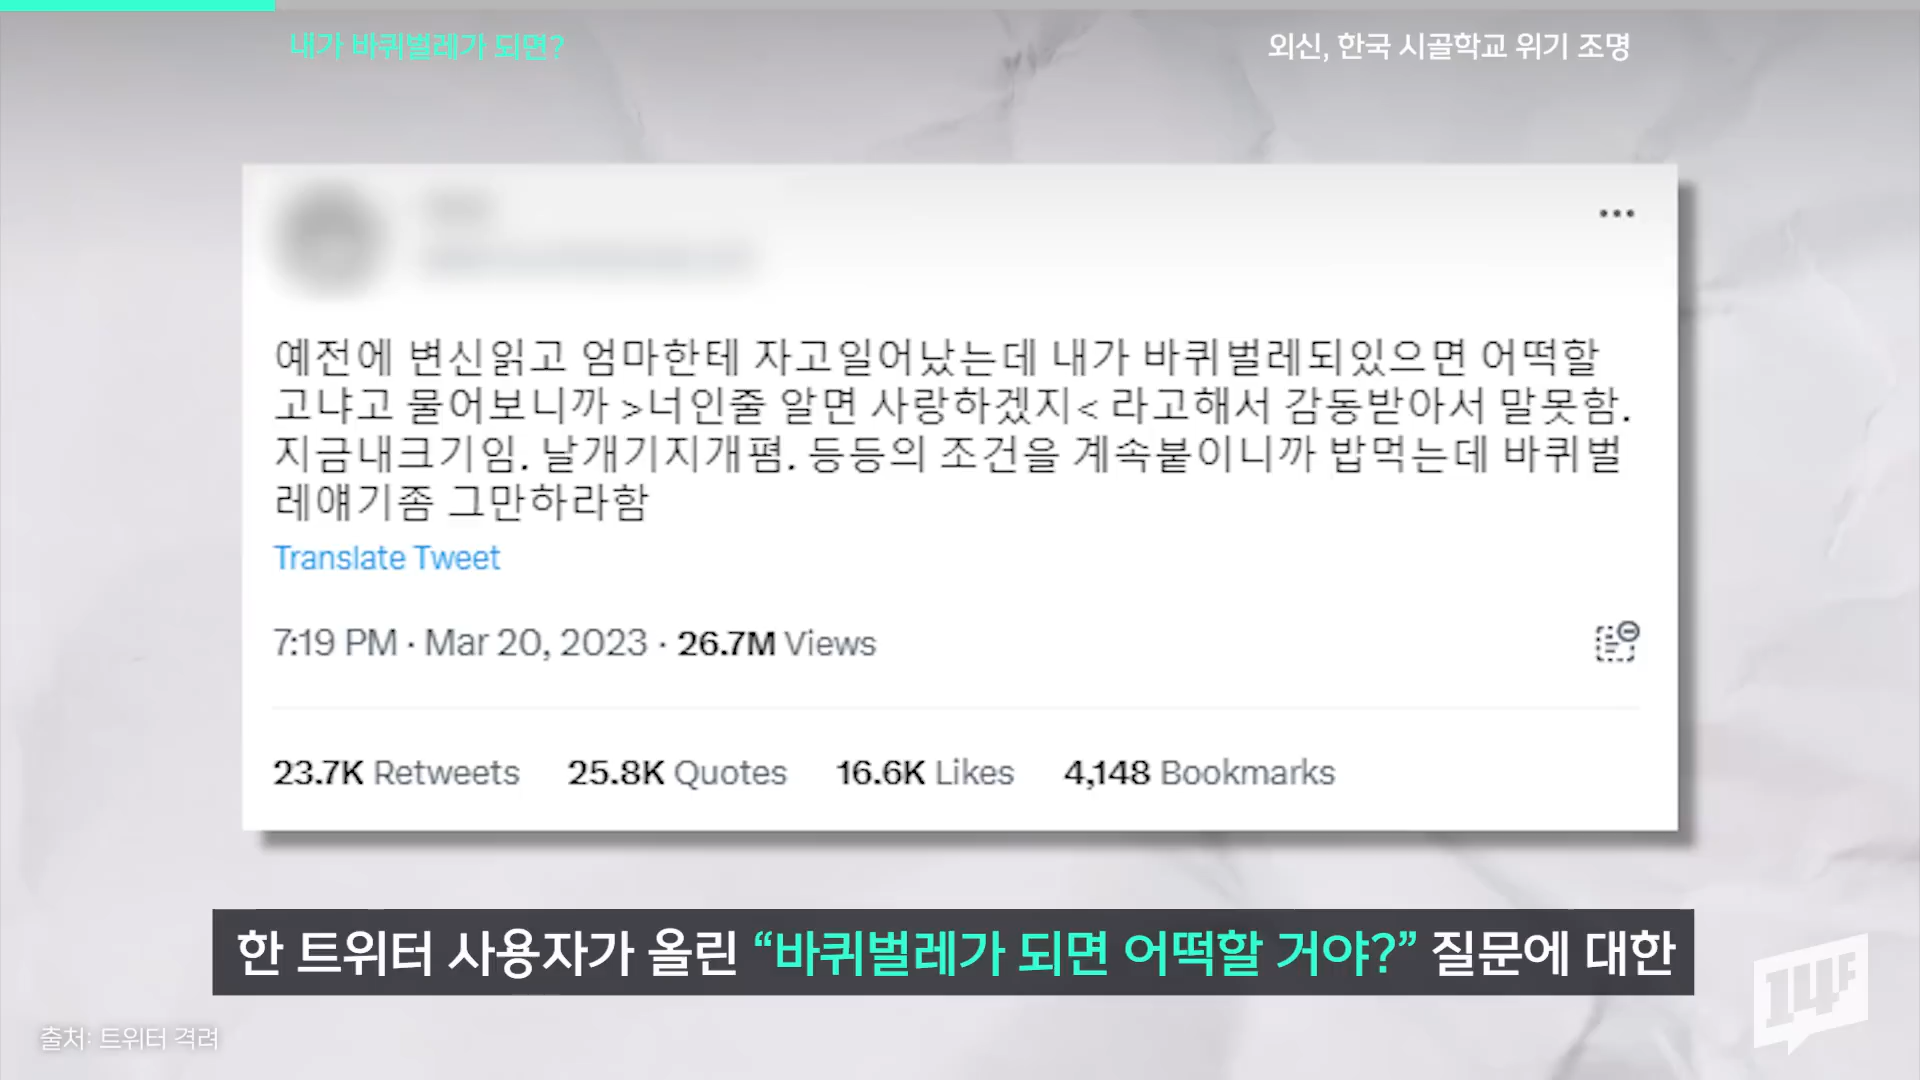 내가 바퀴벌레가 되면?
외신, 한국 시골학교 위기 조명
예전에 변신읽고 엄마한테 자고일어났는데 내가 바퀴벌레되있으면 어떡할
고냐고 물어보니까 >너인줄 알면 사랑하겠지< 라고해서 감동받아서 말못함.
지금내크기임. 날개기지개폄. 등등의 조건을 계속붙이니까 밥먹는데 바퀴벌
레얘기좀 그만하라함
Translate Tweet
7:19 PM · Mar 20, 2023 · 26.7M Views
23.7K Retweets 25.8K Quotes 16.6K Likes 4,148 Bookmarks
한 트위터 사용자가 올린 “바퀴벌레가 되면 어떡할 거야?” 질문에 대한
14F
출처: 트위터 격려